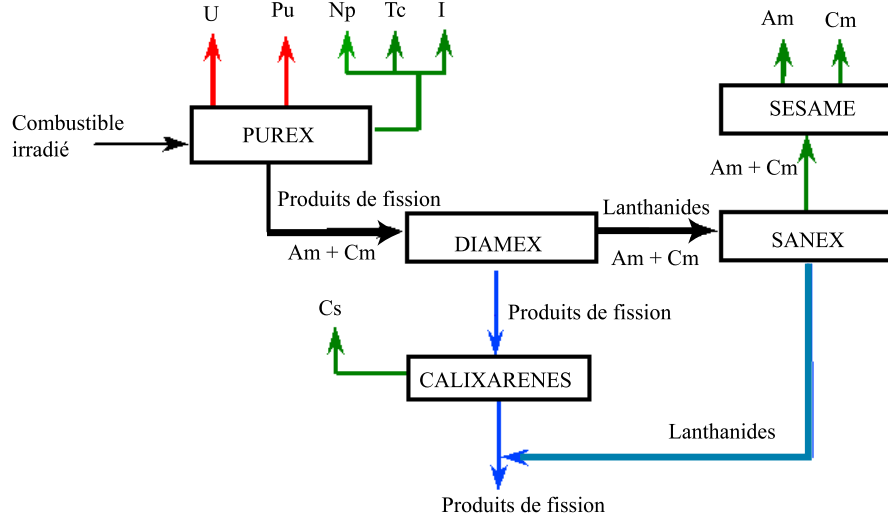 U
Pu
Np
Tc
I
Am
Cm
Combustible
irradié
PUREX
SESAME
Am + Cm
Produits de fission
Am + Cm
DIAMEX
Lanthanides
Am + Cm
SANEX
Cs
Produits de fission
CALIXARENES
Lanthanides
Produits de fission